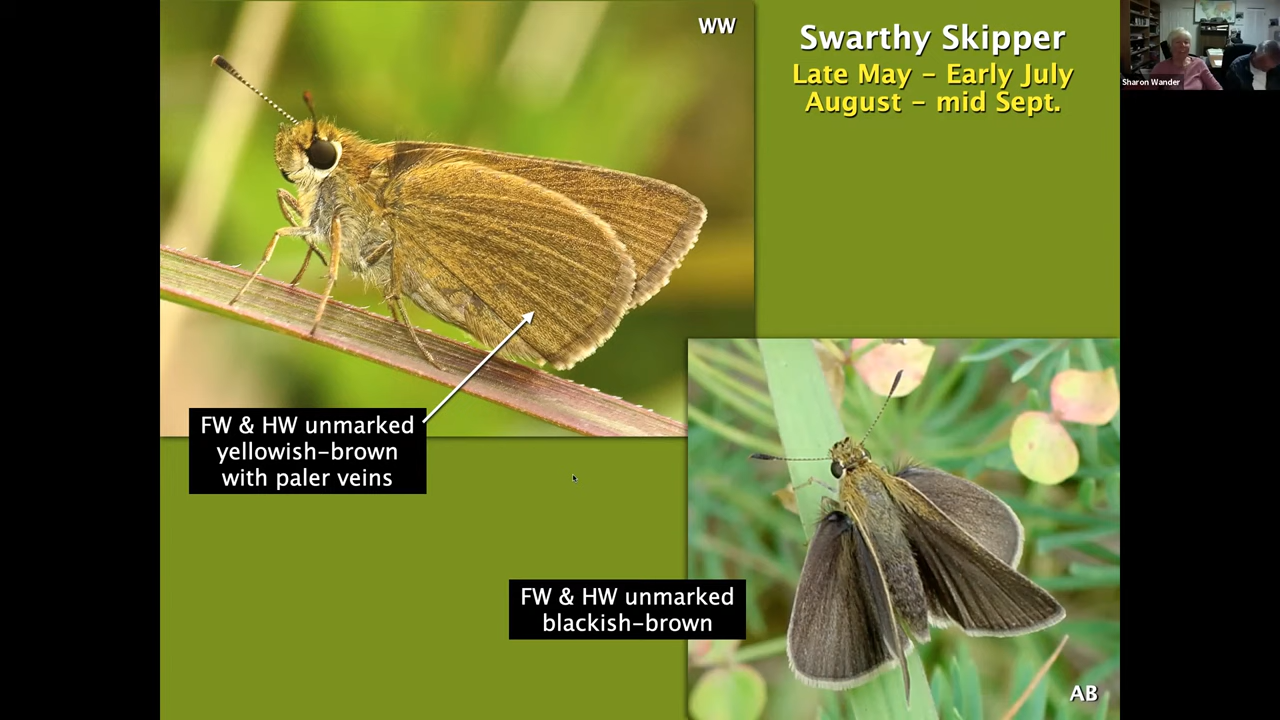 WW
Swarthy Skipper
Late May – Early July
August – mid Sept.
Sharon Wander
FW & HW unmarked
yellowish-brown
with paler veins
FW & HW unmarked
blackish-brown
AB